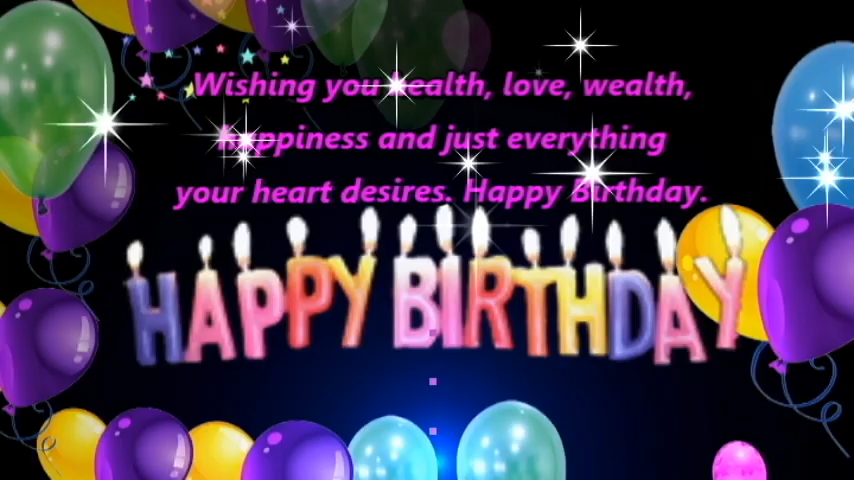 Wishing you health, love, wealth,
happiness and just everything
your heart desires. Happy Birthday.
HAPPY BIRTHDAY